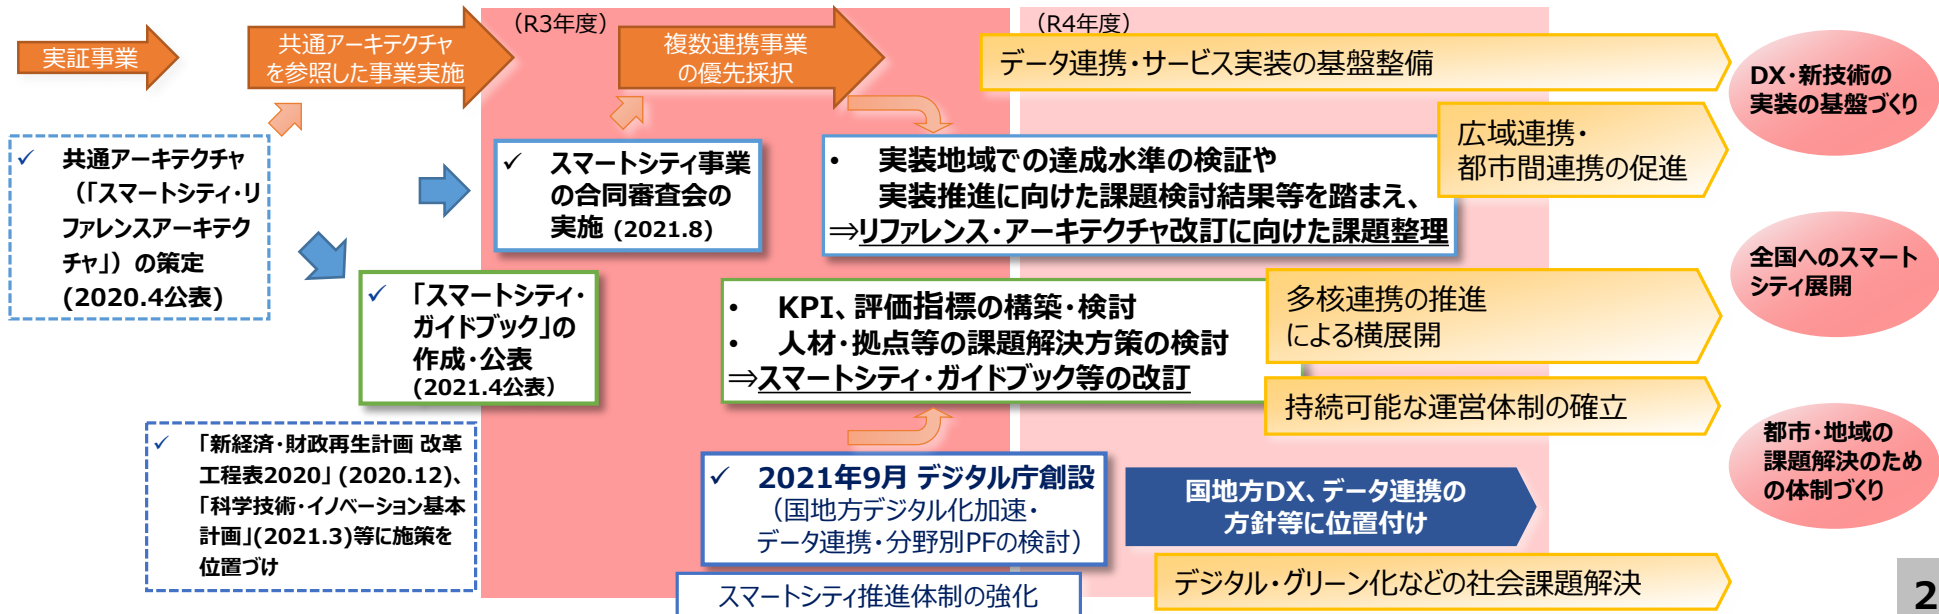 （R3年度）
（R4年度）
実証事業
共通アーキテクチャ
を参照した事業実施
複数連携事業
の優先採択
データ連携・サービス実装の基盤整備
DX・新技術の
実装の基盤づくり
✓ 共通アーキテクチャ
（「スマートシティ・リ
ファレンスアーキテク
チャ」）の策定
(2020.4公表)
✓ スマートシティ事業
の合同審査会の
実施 (2021.8)
• 実装地域での達成水準の検証や
実装推進に向けた課題検討結果等を踏まえ、
⇒リファレンス・アーキテクチャ改訂に向けた課題整理
広域連携・
都市間連携の促進
全国へのスマート
シティ展開
✓ 「スマートシティ・
ガイドブック」の
作成・公表
(2021.4公表）
• KPI、評価指標の構築・検討
• 人材・拠点等の課題解決方策の検討
⇒スマートシティ・ガイドブック等の改訂
多核連携の推進
による横展開
持続可能な運営体制の確立
都市・地域の
課題解決のため
の体制づくり
✓ 「新経済・財政再生計画 改革
工程表2020」(2020.12)、
「科学技術・イノベーション基本
計画」(2021.3)等に施策を
位置づけ
✓ 2021年9月 デジタル庁創設
（国地方デジタル化加速・
データ連携・分野別PFの検討）
国地方DX、データ連携の
方針等に位置付け
スマートシティ推進体制の強化
デジタル・グリーン化などの社会課題解決
2